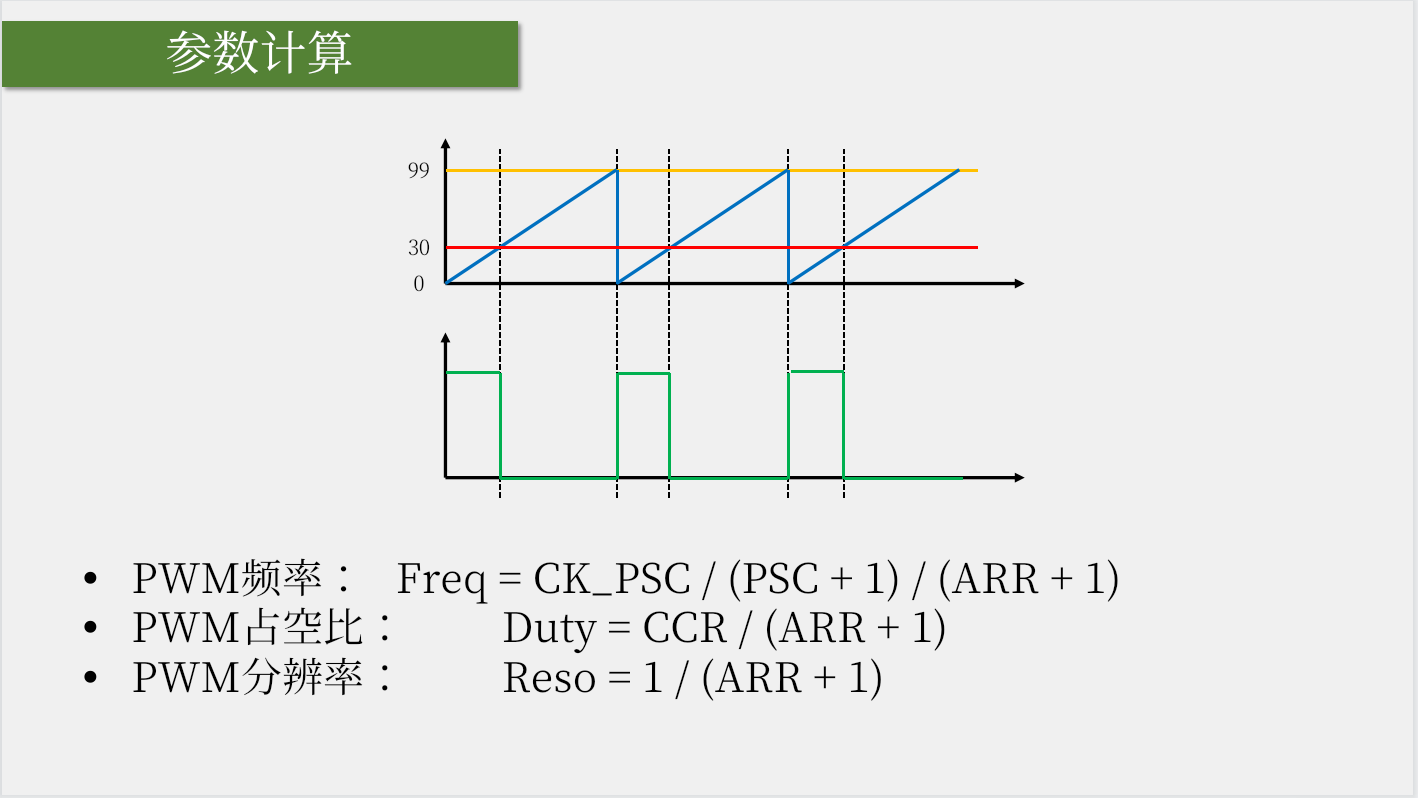 参数计算
99
30
0
• PWM频率： Freq = CK_PSC / (PSC + 1) / (ARR + 1)
• PWM占空比： Duty = CCR / (ARR + 1)
• PWM分辨率： Reso = 1 / (ARR + 1)